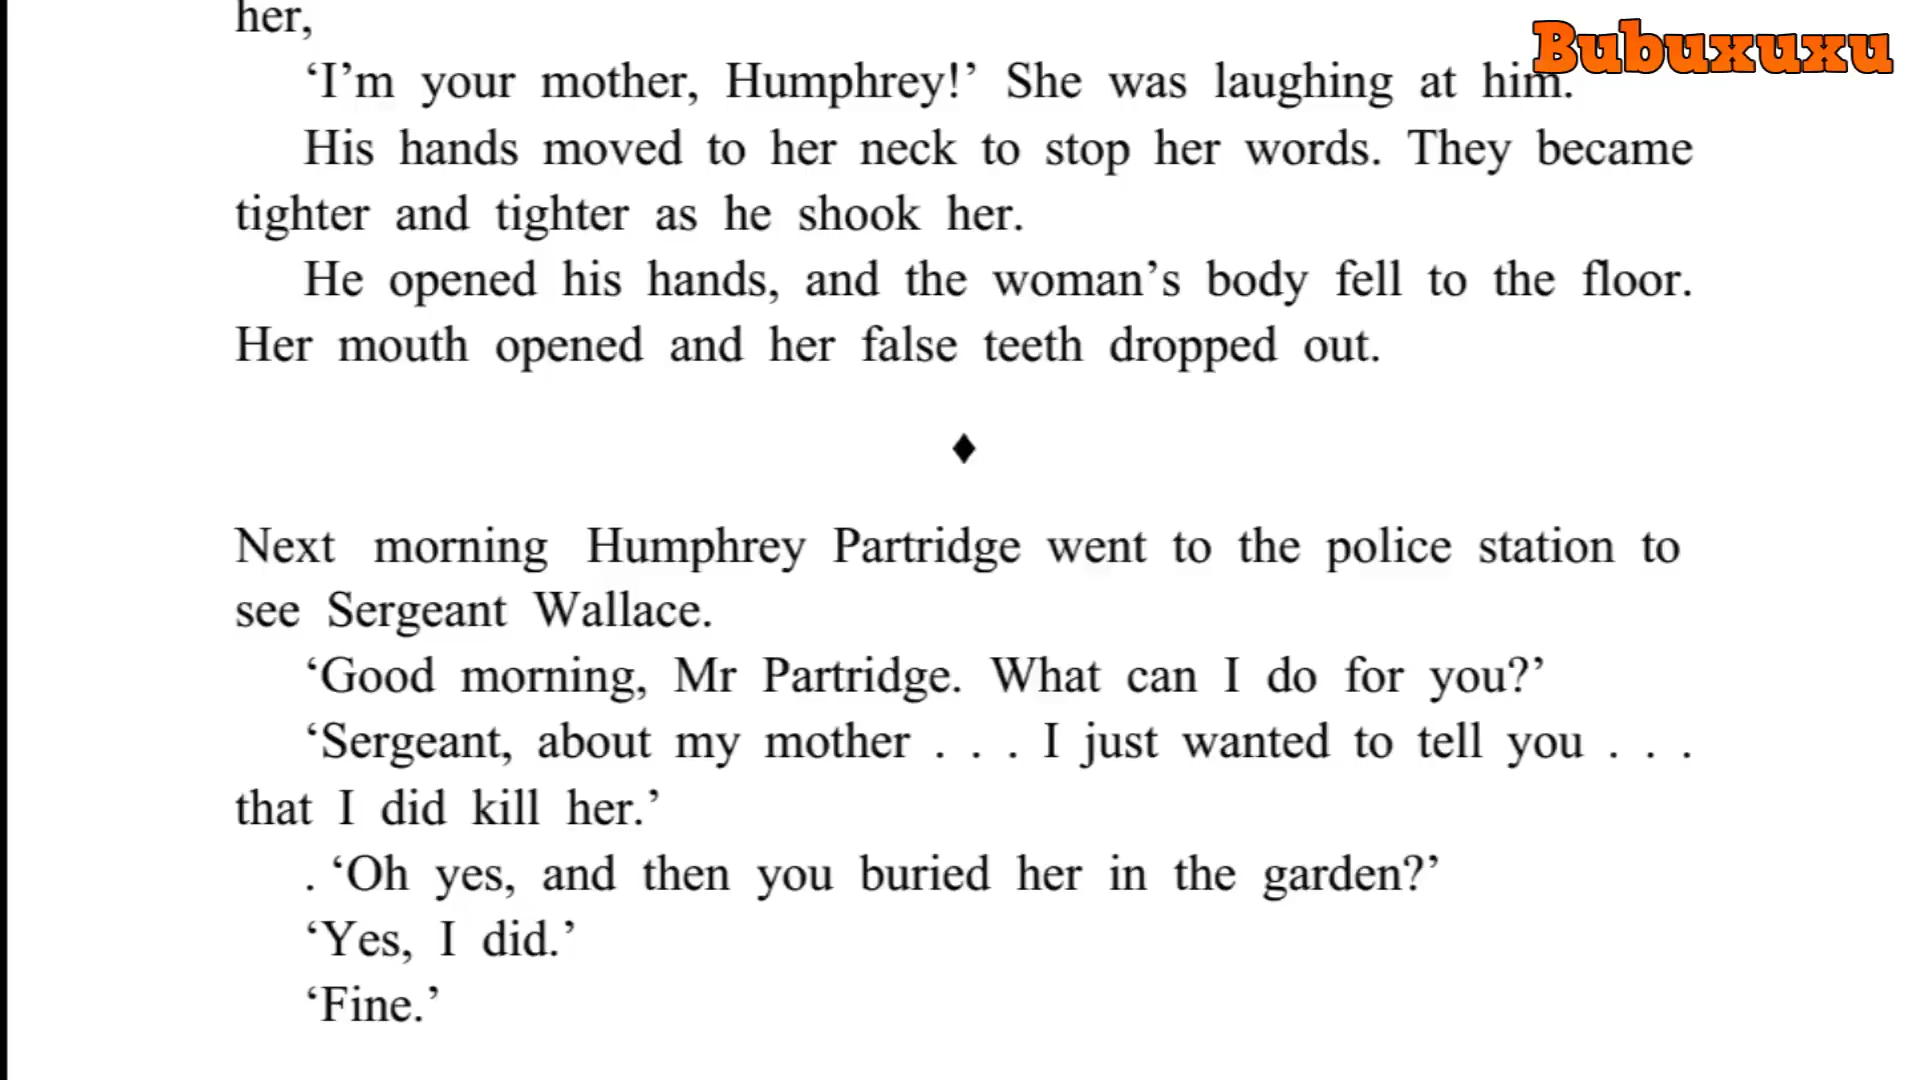 her,
Bubuxuxu
‘I’m your mother, Humphrey!’ She was laughing at him.
His hands moved to her neck to stop her words. They became
tighter and tighter as he shook her.
He opened his hands, and the woman’s body fell to the floor.
Her mouth opened and her false teeth dropped out.
♦
Next morning Humphrey Partridge went to the police station to
see Sergeant Wallace.
‘Good morning, Mr Partridge. What can I do for you?’
‘Sergeant, about my mother . . . I just wanted to tell you . . .
that I did kill her.’
. ‘Oh yes, and then you buried her in the garden?’
‘Yes, I did.’
‘Fine.’